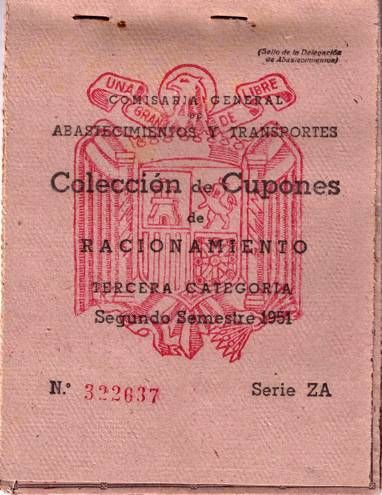 (Sello de la Delegación
de Abastecimientos)
UNA GRANDE LIBRE
COMISARIA GENERAL
DE
ABASTECIMIENTOS Y TRANSPORTES
Colección de Cupones
de
RACIONAMIENTO
TERCERA CATEGORIA
Segundo Semestre 1951
N.º 322637 Serie ZA